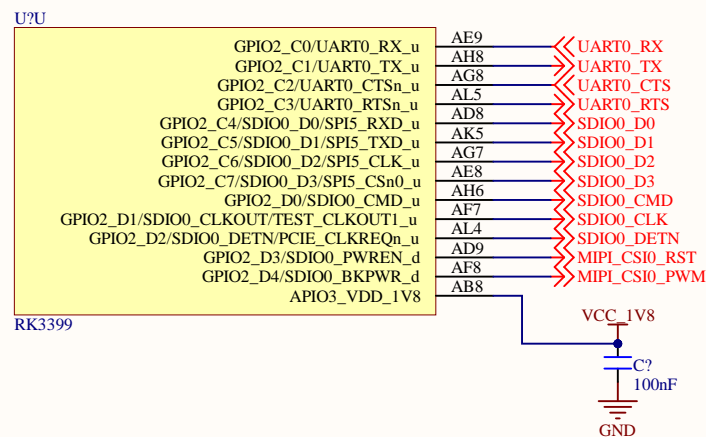 U?U
GPIO2_C0/UART0_RX_u AE9 UART0_RX
GPIO2_C1/UART0_TX_u AH8 UART0_TX
GPIO2_C2/UART0_CTSn_u AG8 UART0_CTS
GPIO2_C3/UART0_RTSn_u AL5 UART0_RTS
GPIO2_C4/SDIO0_D0/SPI5_RXD_u AD8 SDIO0_D0
GPIO2_C5/SDIO0_D1/SPI5_TXD_u AK5 SDIO0_D1
GPIO2_C6/SDIO0_D2/SPI5_CLK_u AG7 SDIO0_D2
GPIO2_C7/SDIO0_D3/SPI5_CSn0_u AE8 SDIO0_D3
GPIO2_D0/SDIO0_CMD_u AH6 SDIO0_CMD
GPIO2_D1/SDIO0_CLKOUT/TEST_CLKOUT1_u AF7 SDIO0_CLK
GPIO2_D2/SDIO0_DETN/PCIE_CLKREQn_u AL4 SDIO0_DETN
GPIO2_D3/SDIO0_PWREN_d AD9 MIPI_CSI0_RST
GPIO2_D4/SDIO0_BKPWR_d AF8 MIPI_CSI0_PWM
APIO3_VDD_1V8 AB8
RK3399
VCC_1V8
C?
100nF
GND